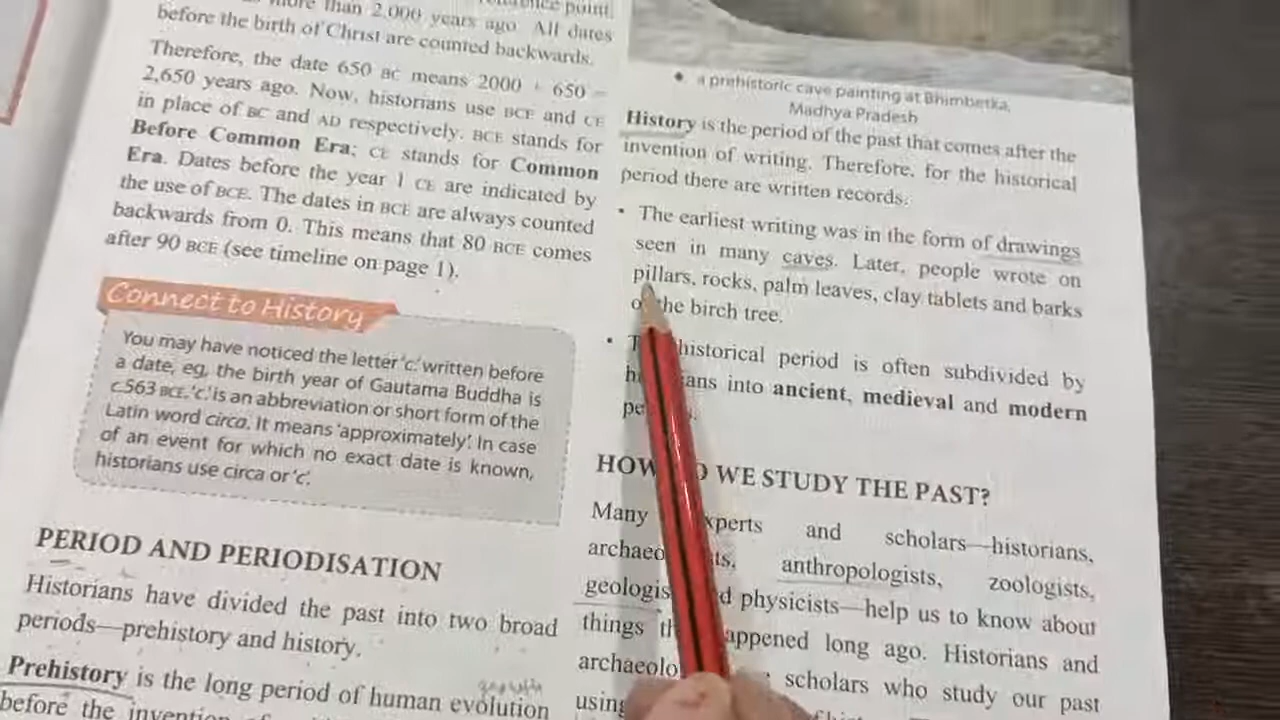 more than 2,000 years ago. All dates
before the birth of Christ are counted backwards.
Therefore, the date 650 BC means 2000 + 650 =
2,650 years ago. Now, historians use BCE and CE
in place of BC and AD respectively. BCE stands for
Before Common Era; CE stands for Common
Era. Dates before the year 1 CE are indicated by
the use of BCE. The dates in BCE are always counted
backwards from 0. This means that 80 BCE comes
after 90 BCE (see timeline on page 1).
Connect to History
You may have noticed the letter 'c.' written before
a date, eg, the birth year of Gautama Buddha is
c.563 BCE. 'c.' is an abbreviation or short form of the
Latin word circa. It means 'approximately'. In case
of an event for which no exact date is known,
historians use circa or 'c'.
PERIOD AND PERIODISATION
Historians have divided the past into two broad
periods—prehistory and history.
Prehistory is the long period of human evolution
before the invention
a prehistoric cave painting at Bhimbetka,
Madhya Pradesh
History is the period of the past that comes after the
invention of writing. Therefore, for the historical
period there are written records.
• The earliest writing was in the form of drawings
seen in many caves. Later, people wrote on
pillars, rocks, palm leaves, clay tablets and barks
the birch tree.
• historical period is often subdivided by
into ancient, medieval and modern
HOW WE STUDY THE PAST?
Many experts and scholars—historians,
anthropologists, zoologists,
physicists—help us to know about
things happened long ago. Historians and
scholars who study our past
using